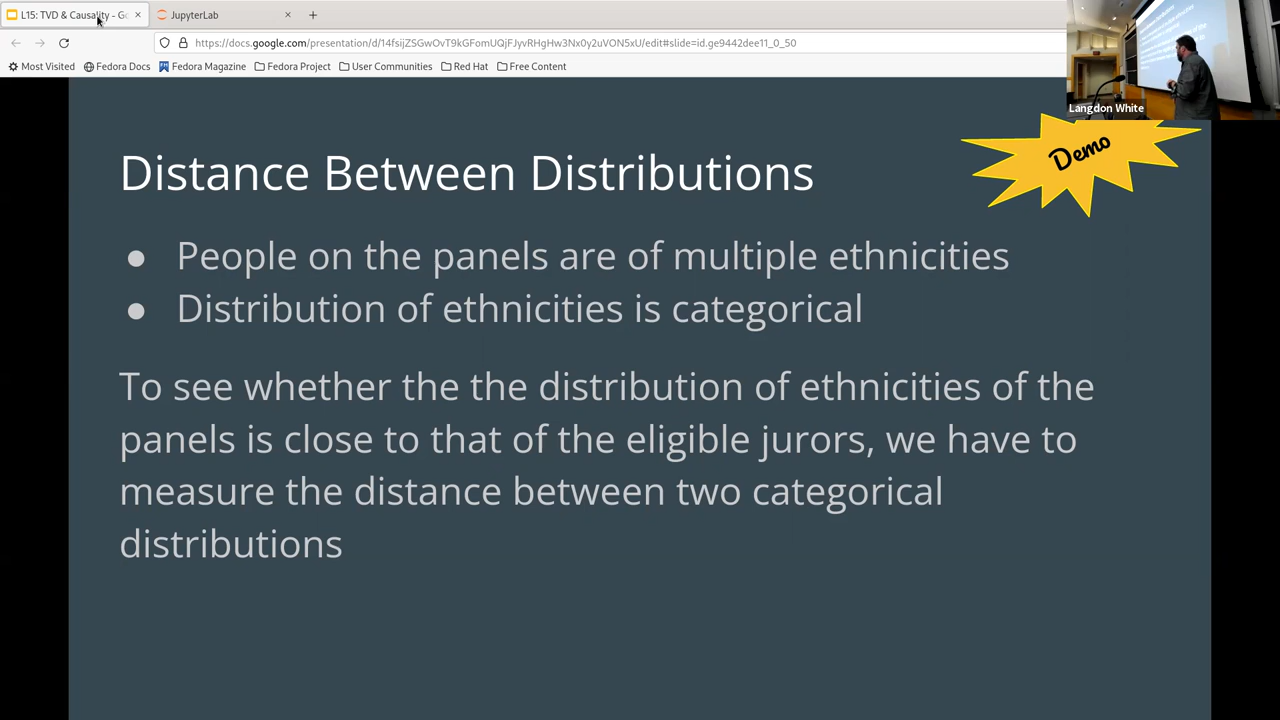 L15: TVD & Causality - Go
JupyterLab
https://docs.google.com/presentation/d/14fsijZSGwOvT9kGFomUQjFJyvRHgHw3Nx0y2uVON5xU/edit#slide=id.ge9442dee11_0_50
Most Visited
Fedora Docs
Fedora Magazine
Fedora Project
User Communities
Red Hat
Free Content
Langdon White
Demo
Distance Between Distributions
● People on the panels are of multiple ethnicities
● Distribution of ethnicities is categorical
To see whether the the distribution of ethnicities of the
panels is close to that of the eligible jurors, we have to
measure the distance between two categorical
distributions